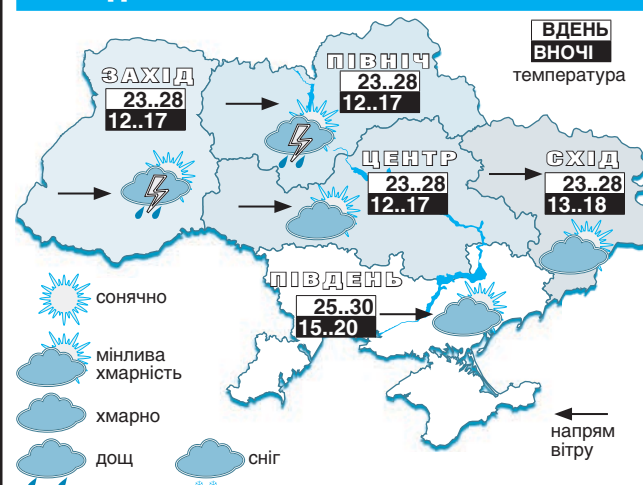 ВДЕНЬ
ВНОЧІ
температура
ЗАХІД
23..28
12..17
ПІВНІЧ
23..28
12..17
ЦЕНТР
23..28
12..17
СХІД
23..28
13..18
ПІВДЕНЬ
25..30
15..20
сонячно
мінлива
хмарність
хмарно
дощ
сніг
напрям
вітру